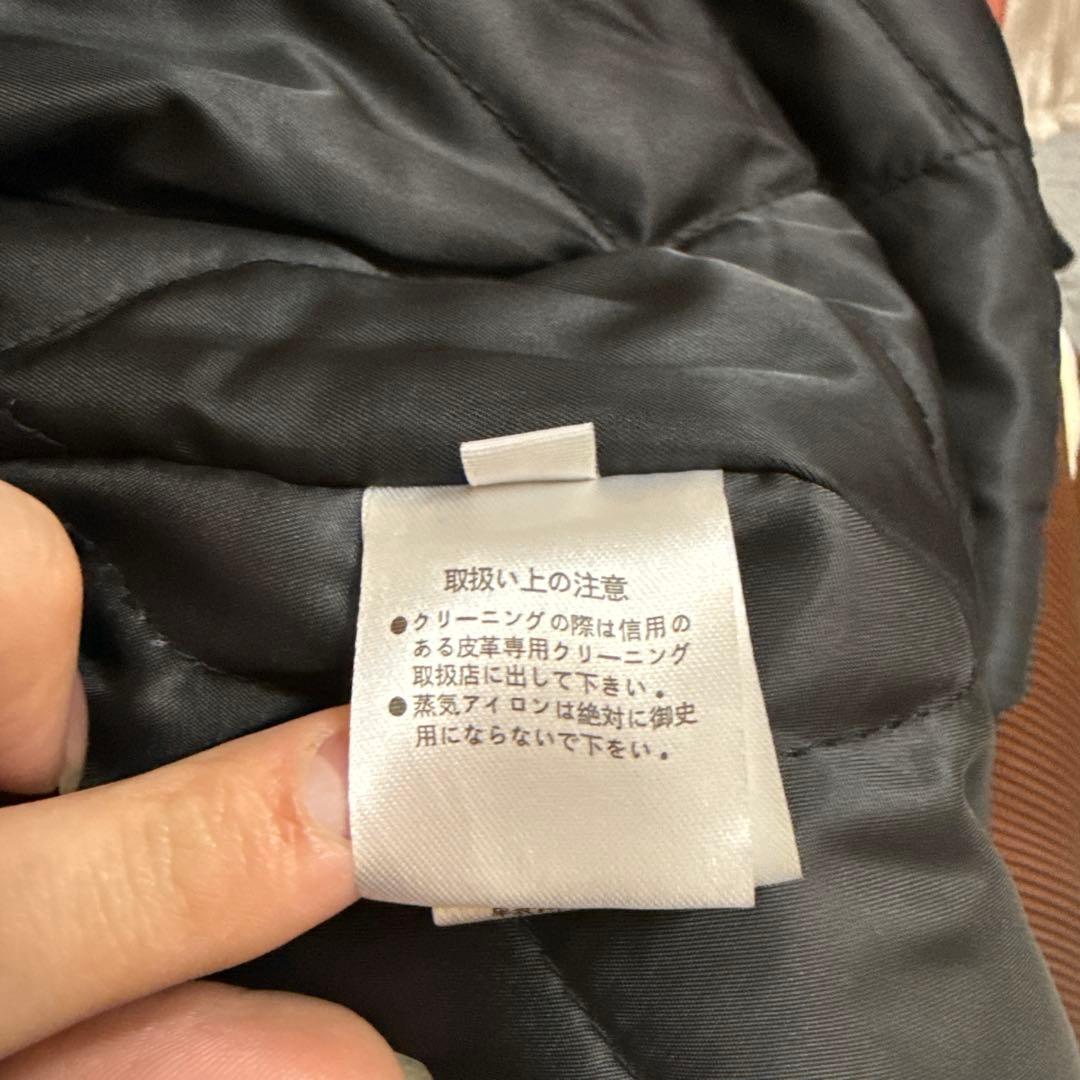 取扱い上の注意
●クリーニングの際は信用の
ある皮革専用クリーニング
取扱店に出して下きい。
●蒸気アイロンは絶対に御史
用にならないで下をい。